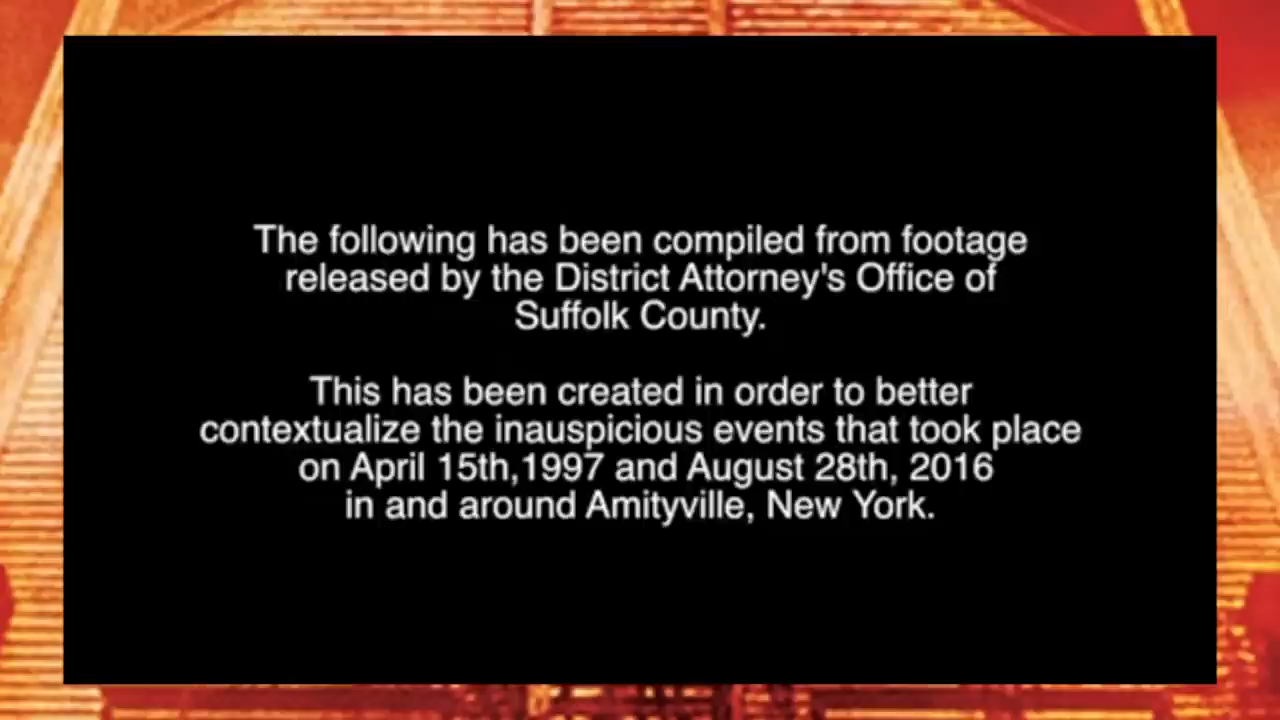 The following has been compiled from footage
released by the District Attorney's Office of
Suffolk County.
This has been created in order to better
contextualize the inauspicious events that took place
on April 15th,1997 and August 28th, 2016
in and around Amityville, New York.